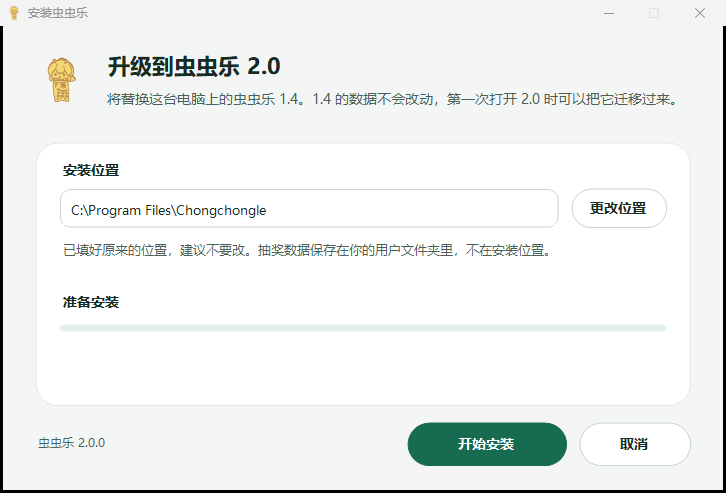 安装虫虫乐
升级到虫虫乐 2.0
将替换这台电脑上的虫虫乐 1.4。1.4 的数据不会改动，第一次打开 2.0 时可以把它迁移过来。
安装位置
C:\Program Files\Chongchongle
更改位置
已填好原来的位置，建议不要改。抽奖数据保存在你的用户文件夹里，不在安装位置。
准备安装
虫虫乐 2.0.0
开始安装
取消